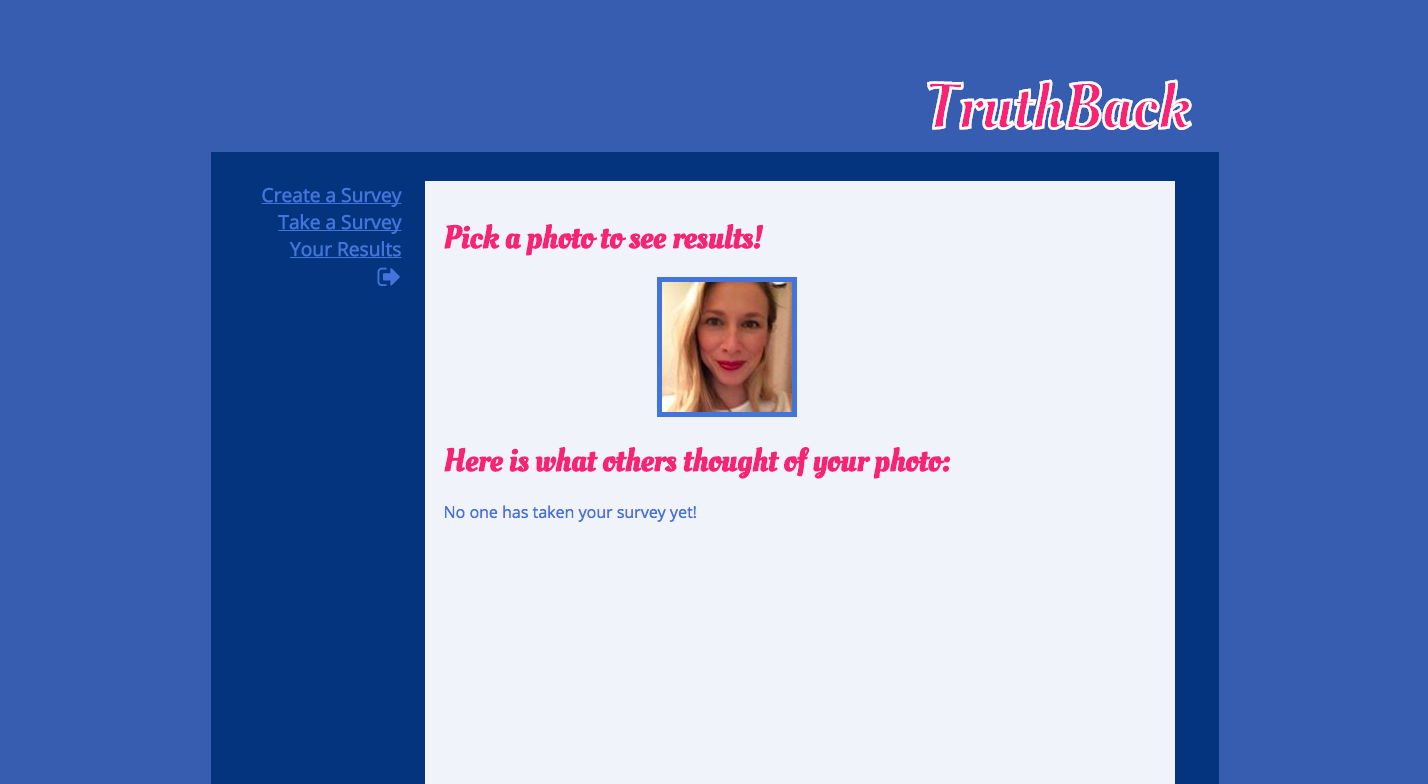 TruthBack
Create a Survey
Take a Survey
Your Results
Pick a photo to see results!
Here is what others thought of your photo:
No one has taken your survey yet!